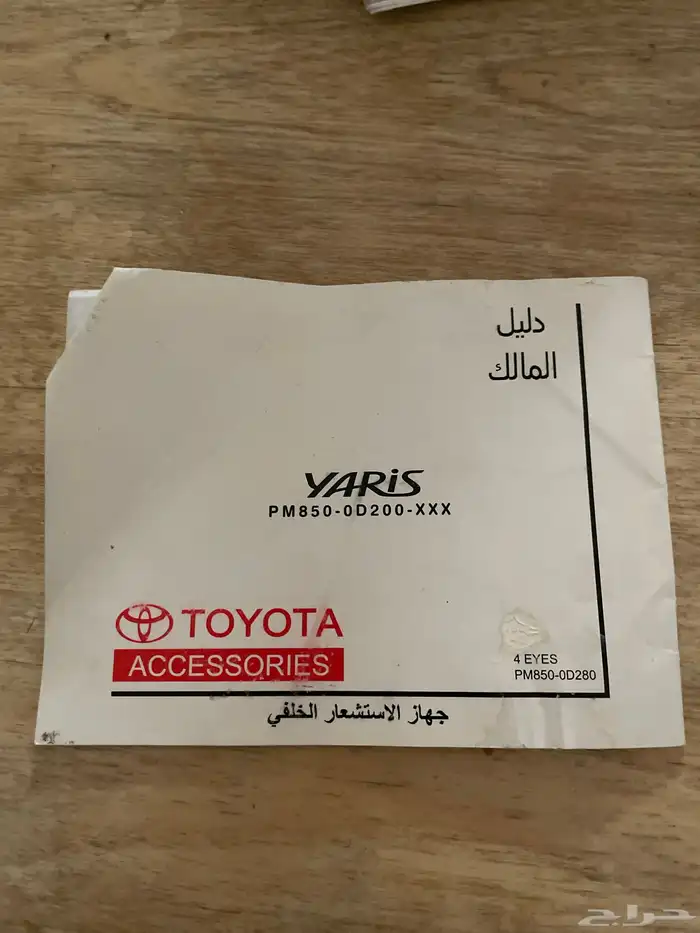 دليل
المالك
YARiS
PM850-0D200-XXX
TOYOTA
ACCESSORIES
4 EYES
PM850-0D280
جهاز الاستشعار الخلفي
حراج